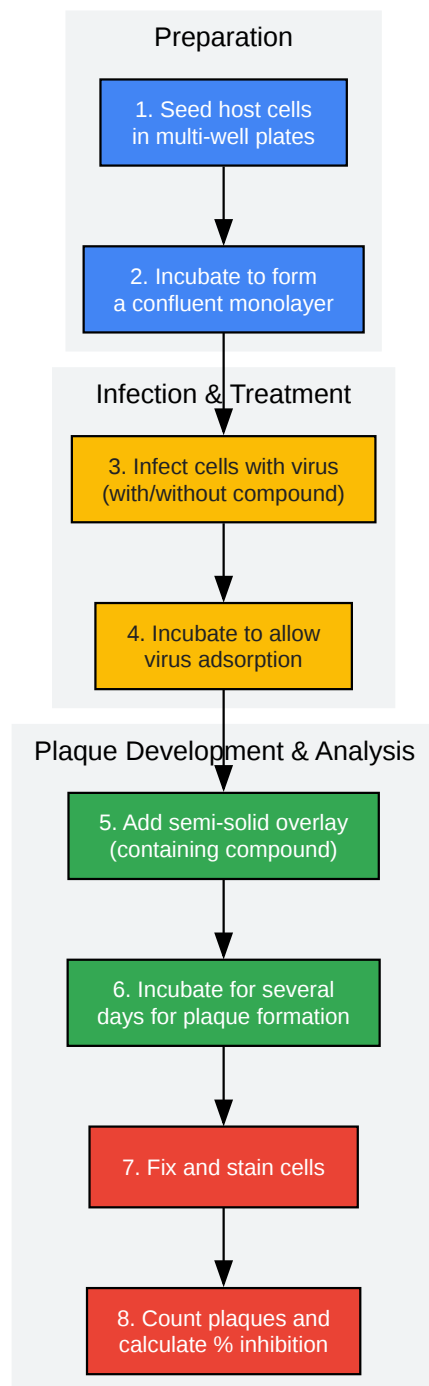 Preparation
1. Seed host cells
in multi-well plates
2. Incubate to form
a confluent monolayer
Infection & Treatment
3. Infect cells with virus
(with/without compound)
4. Incubate to allow
virus adsorption
Plaque Development & Analysis
5. Add semi-solid overlay
(containing compound)
6. Incubate for several
days for plaque formation
7. Fix and stain cells
8. Count plaques and
calculate % inhibition